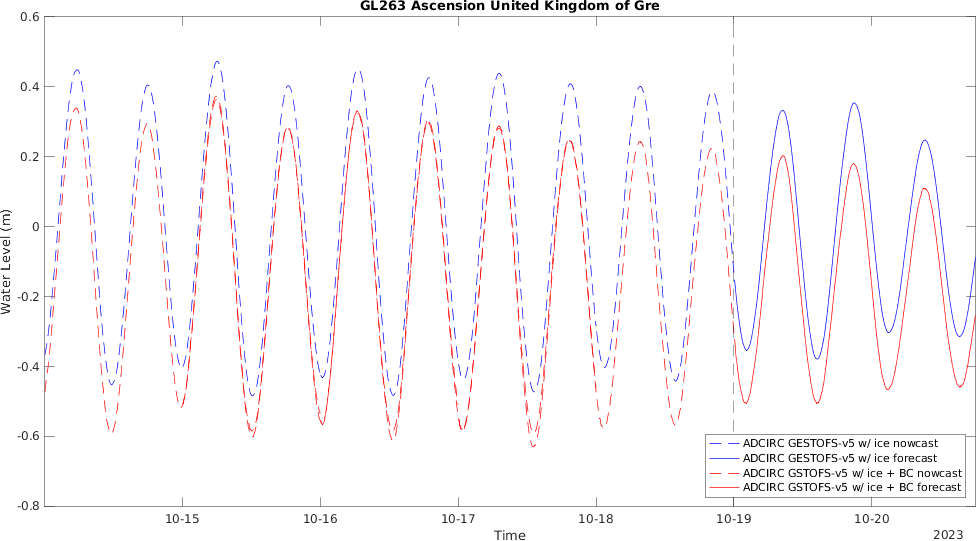 GL263 Ascension United Kingdom of Gre
0.6
0.4
0.2
0
-0.2
-0.4
-0.6
-0.8
Water Level (m)
10-15
10-16
10-17
10-18
10-19
10-20
Time
2023
ADCIRC GESTOFS-v5 w/ ice nowcast
ADCIRC GESTOFS-v5 w/ ice forecast
ADCIRC GSTOFS-v5 w/ ice + BC nowcast
ADCIRC GSTOFS-v5 w/ ice + BC forecast